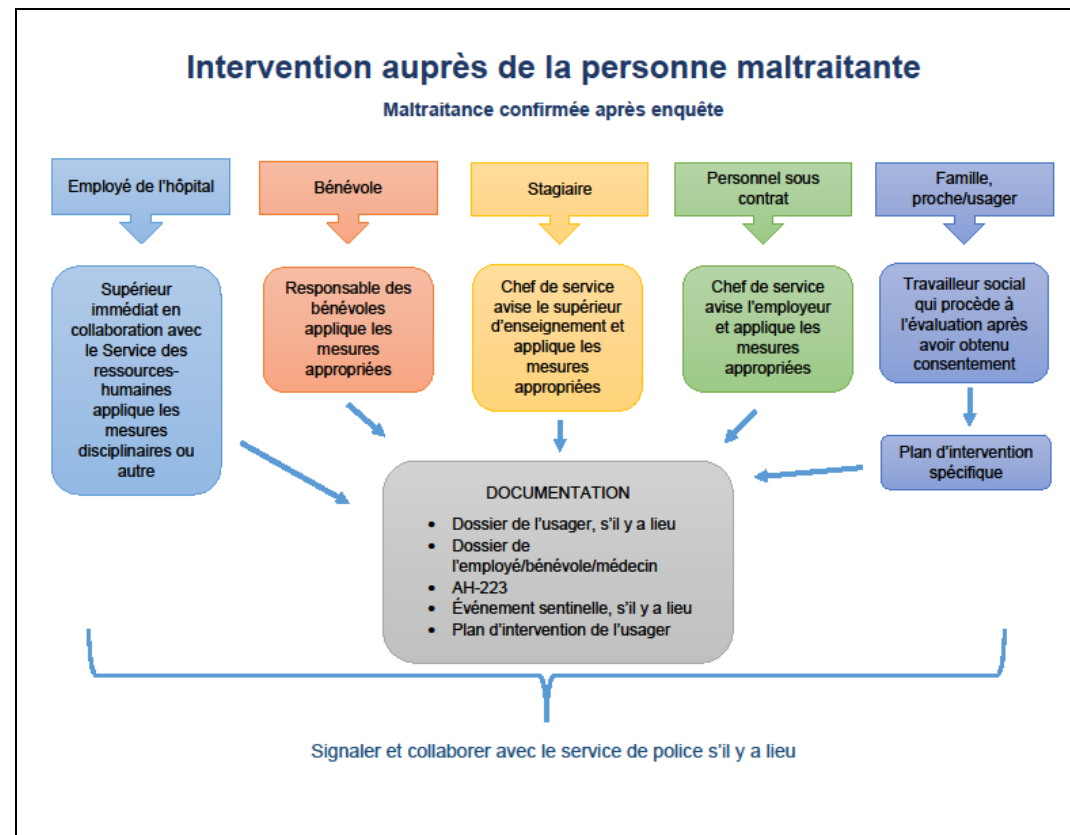 Intervention auprès de la personne maltraitante
Maltraitance confirmée après enquête
Employé de l'hôpital
Bénévole
Stagiaire
Personnel sous
contrat
Famille,
proche/usager
Supérieur
immédiat en
collaboration avec
le Service des
ressources-
humaines
applique les
mesures
disciplinaires ou
autre
Responsable des
bénévoles
applique les
mesures
appropriées
Chef de service
avise le supérieur
d'enseignement et
applique les
mesures
appropriées
Chef de service
avise l'employeur
et applique les
mesures
appropriées
Travailleur social
qui procède à
l'évaluation après
avoir obtenu
consentement
Plan d'intervention
spécifique
DOCUMENTATION
• Dossier de l'usager, s'il y a lieu
• Dossier de
l'employé/bénévole/médecin
• AH-223
• Événement sentinelle, s'il y a lieu
• Plan d'intervention de l'usager
Signaler et collaborer avec le service de police s'il y a lieu